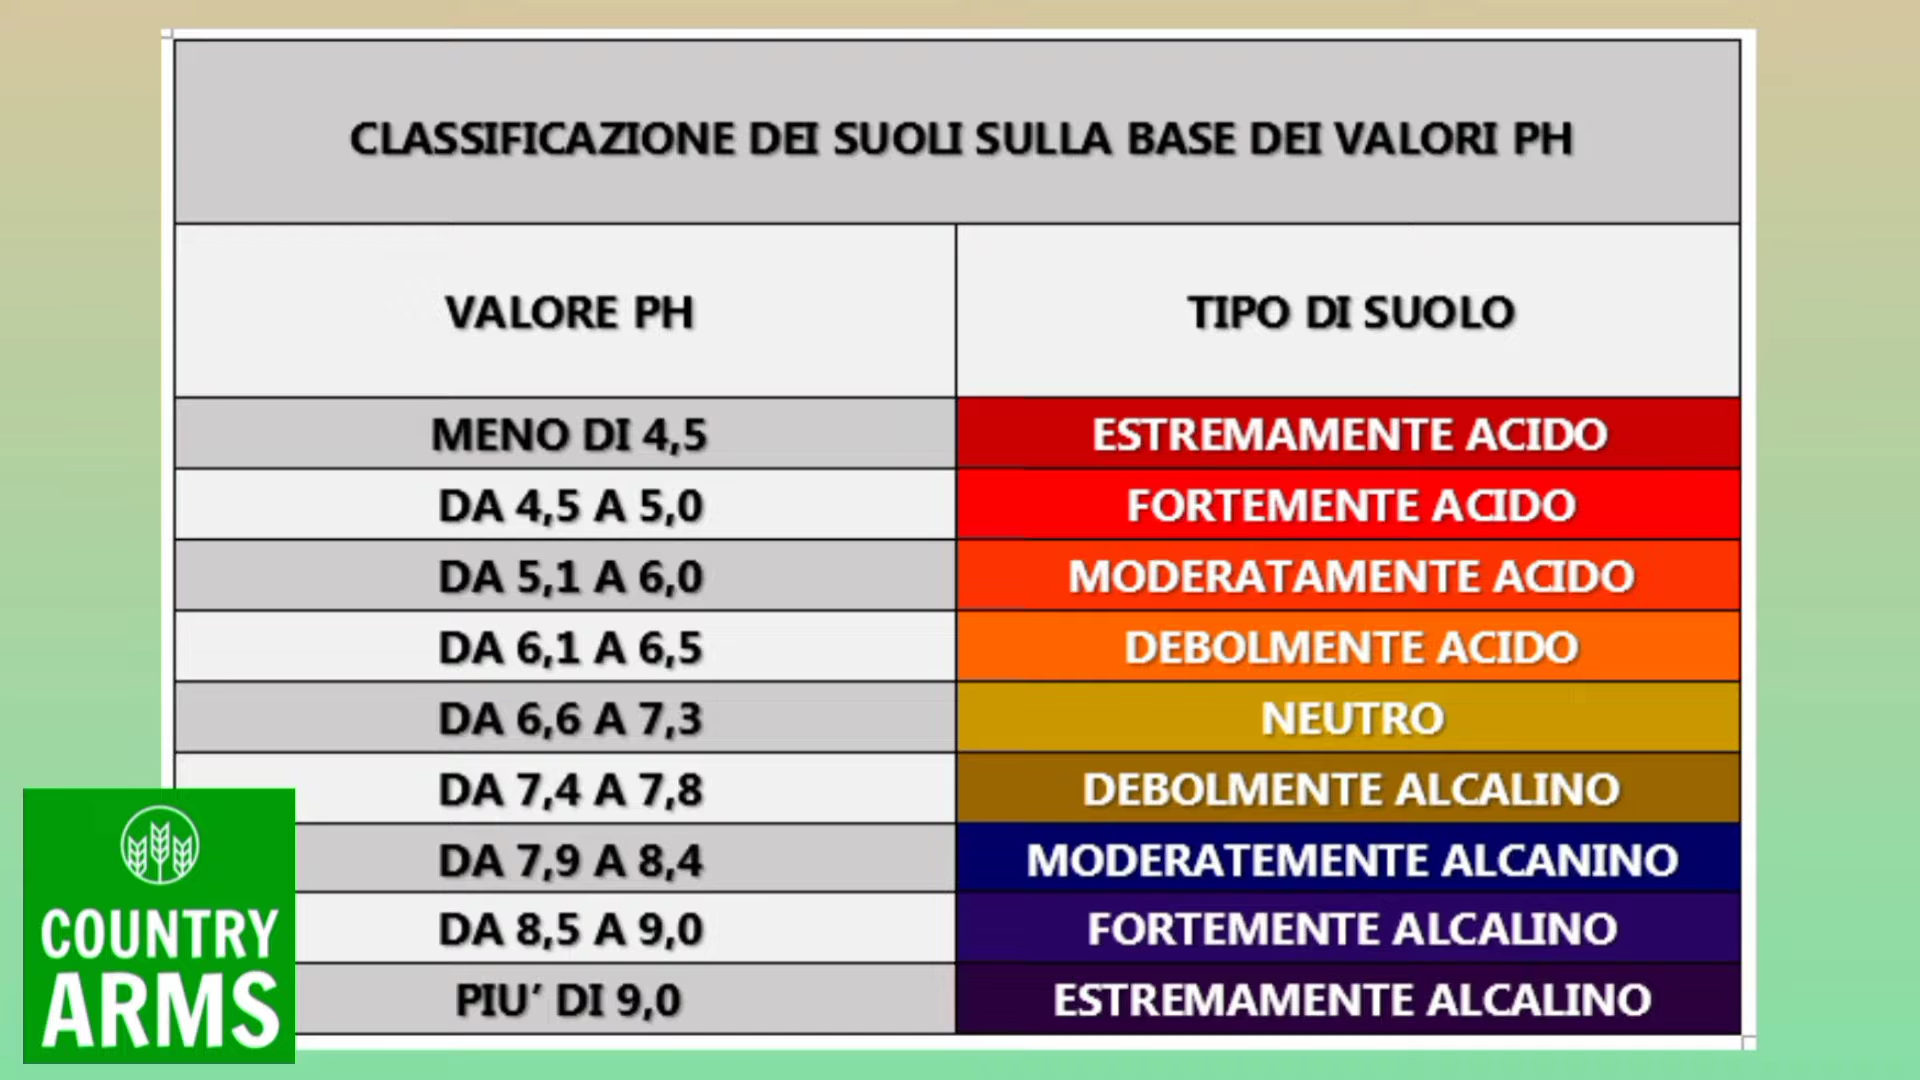 CLASSIFICAZIONE DEI SUOLI SULLA BASE DEI VALORI PH
VALORE PH TIPO DI SUOLO
MENO DI 4,5 ESTREMAMENTE ACIDO
DA 4,5 A 5,0 FORTEMENTE ACIDO
DA 5,1 A 6,0 MODERATAMENTE ACIDO
DA 6,1 A 6,5 DEBOLMENTE ACIDO
DA 6,6 A 7,3 NEUTRO
DA 7,4 A 7,8 DEBOLMENTE ALCALINO
DA 7,9 A 8,4 MODERATEMENTE ALCANINO
DA 8,5 A 9,0 FORTEMENTE ALCALINO
PIU’ DI 9,0 ESTREMAMENTE ALCALINO
COUNTRY
ARMS